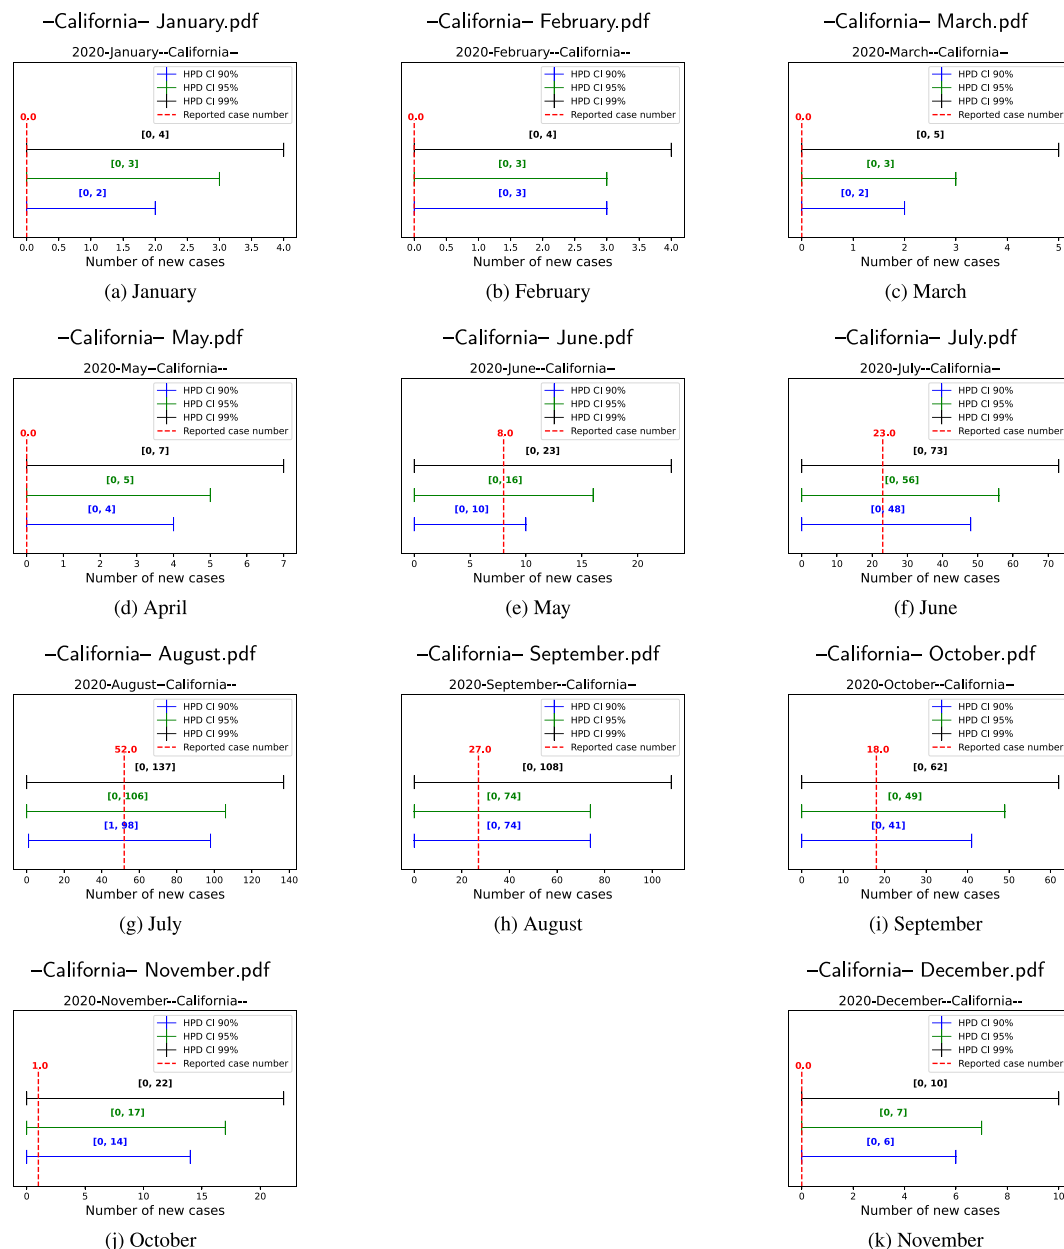 –California– January.pdf
2020-January--California–
HPD CI 90%
HPD CI 95%
HPD CI 99%
Reported case number
0.0
[0, 4]
[0, 3]
[0, 2]
0.0 0.5 1.0 1.5 2.0 2.5 3.0 3.5 4.0
Number of new cases
(a) January
–California– February.pdf
2020-February--California--
HPD CI 90%
HPD CI 95%
HPD CI 99%
Reported case number
0.0
[0, 4]
[0, 3]
[0, 3]
0.0 0.5 1.0 1.5 2.0 2.5 3.0 3.5 4.0
Number of new cases
(b) February
–California– March.pdf
2020-March--California–
HPD CI 90%
HPD CI 95%
HPD CI 99%
Reported case number
0.0
[0, 5]
[0, 3]
[0, 2]
0 1 2 3 4 5
Number of new cases
(c) March
–California– May.pdf
2020-May–California--
HPD CI 90%
HPD CI 95%
HPD CI 99%
Reported case number
0.0
[0, 7]
[0, 5]
[0, 4]
0 1 2 3 4 5 6 7
Number of new cases
(d) April
–California– June.pdf
2020-June--California–
HPD CI 90%
HPD CI 95%
HPD CI 99%
Reported case number
8.0
[0, 23]
[0, 16]
[0, 10]
0 5 10 15 20
Number of new cases
(e) May
–California– July.pdf
2020-July–California–
HPD CI 90%
HPD CI 95%
HPD CI 99%
Reported case number
23.0
[0, 73]
[0, 56]
[0, 48]
0 10 20 30 40 50 60 70
Number of new cases
(f) June
–California– August.pdf
2020-August–California--
HPD CI 90%
HPD CI 95%
HPD CI 99%
Reported case number
52.0
[0, 137]
[0, 106]
[1, 98]
0 20 40 60 80 100 120 140
Number of new cases
(g) July
–California– September.pdf
2020-September--California–
HPD CI 90%
HPD CI 95%
HPD CI 99%
Reported case number
27.0
[0, 108]
[0, 74]
[0, 74]
0 20 40 60 80 100
Number of new cases
(h) August
–California– October.pdf
2020-October--California–
HPD CI 90%
HPD CI 95%
HPD CI 99%
Reported case number
18.0
[0, 62]
[0, 49]
[0, 41]
0 10 20 30 40 50 60
Number of new cases
(i) September
–California– November.pdf
2020-November--California--
HPD CI 90%
HPD CI 95%
HPD CI 99%
Reported case number
1.0
[0, 22]
[0, 17]
[0, 14]
0 5 10 15 20
Number of new cases
(j) October
–California– December.pdf
2020-December--California--
HPD CI 90%
HPD CI 95%
HPD CI 99%
Reported case number
0.0
[0, 10]
[0, 7]
[0, 6]
0 2 4 6 8 10
Number of new cases
(k) November